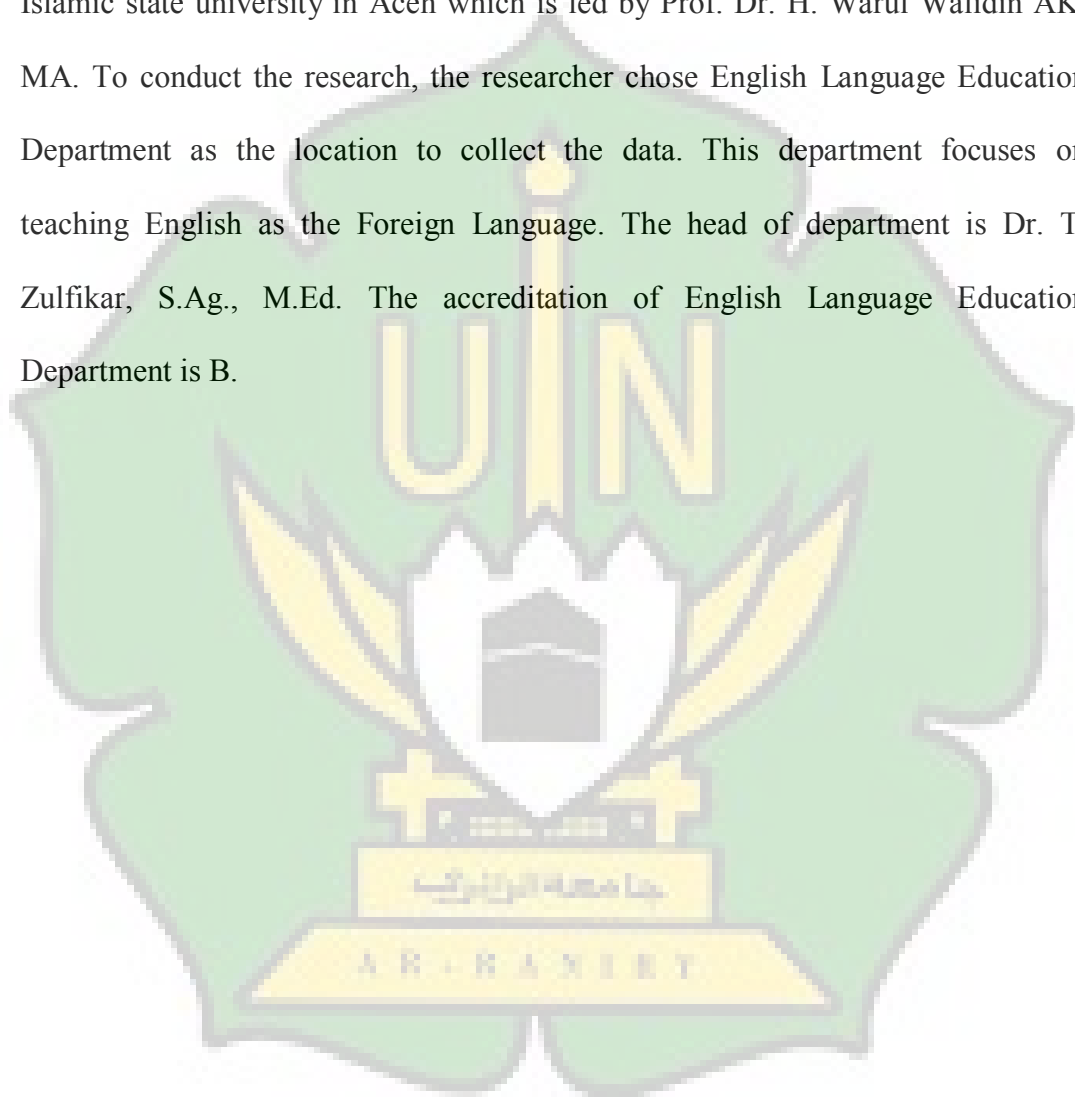 Islamic state university in Aceh which is led by Prof. Dr. H. Warul Walidin AK
MA. To conduct the research, the researcher chose English Language Education
Department as the location to collect the data. This department focuses on
teaching English as the Foreign Language. The head of department is Dr. T
Zulfikar, S.Ag., M.Ed. The accreditation of English Language Education
Department is B.
UIN
جامعة الرانيري
AR-RANIRY